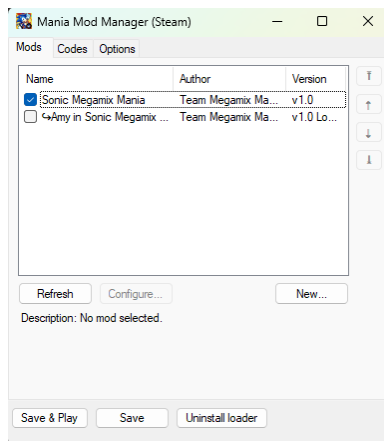 Mania Mod Manager (Steam)
Mods Codes Options
Name Author Version
Sonic Megamix Mania Team Megamix Ma... v1.0
↪Amy in Sonic Megamix ... Team Megamix Ma... v1.0 Lo...
Refresh Configure... New...
Description: No mod selected.
Save & Play Save Uninstall loader